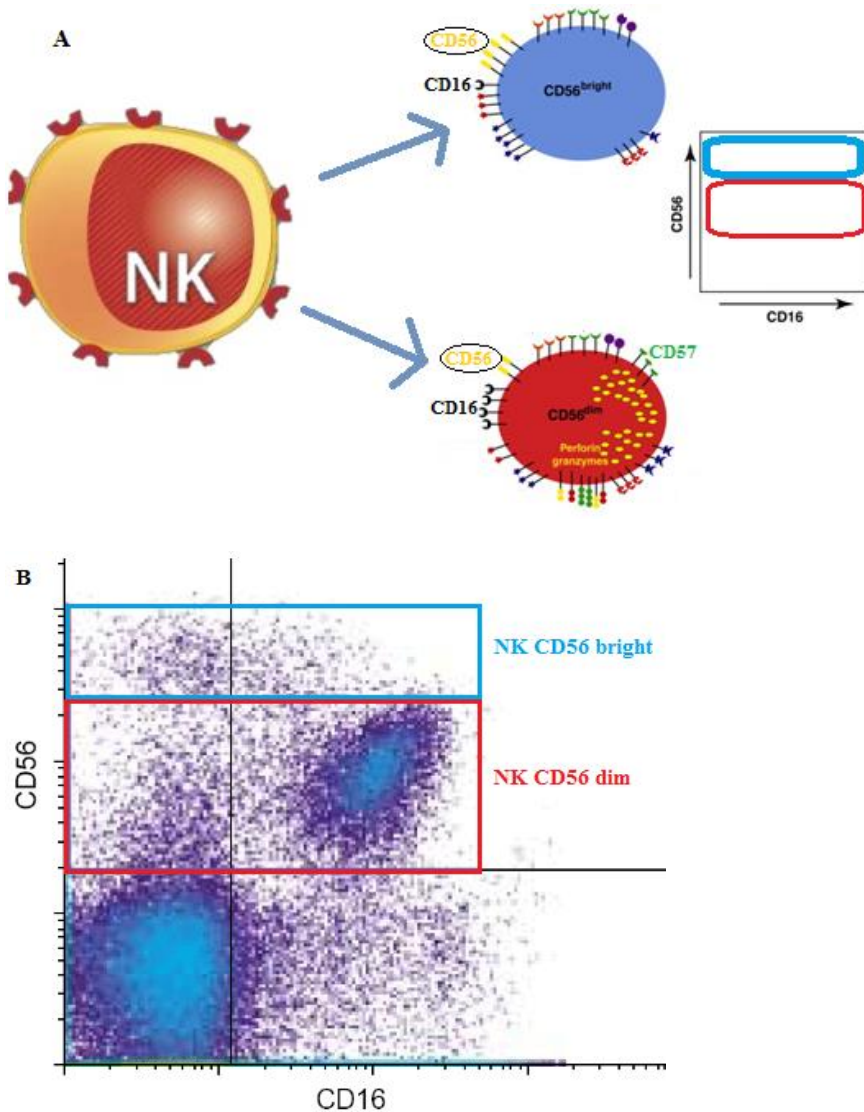 A
CD56
CD16
CD56bright
NK
CD56
CD16
CD56
CD57
CD16
CD56dim
Perforin
granzymes
B
NK CD56 bright
NK CD56 dim
CD56
CD16